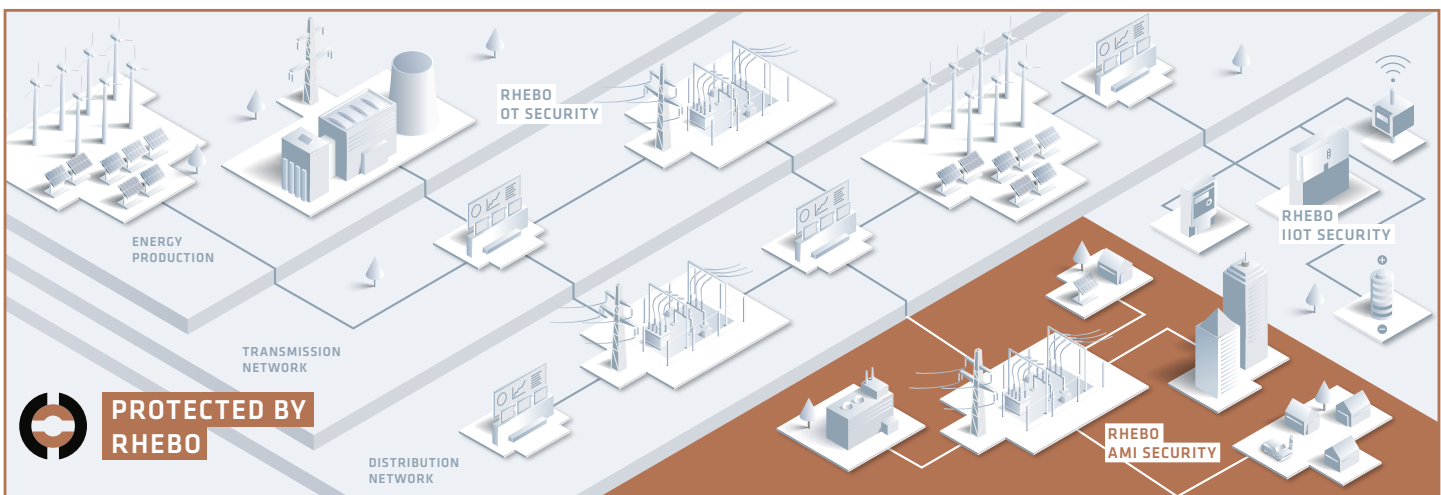 RHEBO
OT SECURITY
RHEBO
IIOT SECURITY
ENERGY
PRODUCTION
TRANSMISSION
NETWORK
PROTECTED BY
RHEBO
RHEBO
AMI SECURITY
DISTRIBUTION
NETWORK